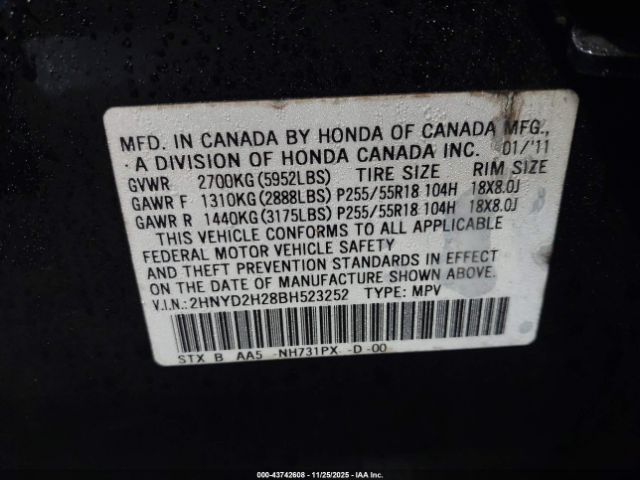 MFD. IN CANADA BY HONDA OF CANADA MFG.,
A DIVISION OF HONDA CANADA INC. 01/'11
GVWR 2700KG(5952LBS) TIRE SIZE RIM SIZE
GAWR F 1310KG(2888LBS) P255/55R18 104H 18X8.0J
GAWR R 1440KG(3175LBS) P255/55R18 104H 18X8.0J
THIS VEHICLE CONFORMS TO ALL APPLICABLE
FEDERAL MOTOR VEHICLE SAFETY
AND THEFT PREVENTION STANDARDS IN EFFECT
ON THE DATE OF MANUFACTURE SHOWN ABOVE.
V.I.N.: 2HNYD2H28BH523252 TYPE: MPV
STX B AA5 -NH731PX -D -00
000-43742608 - 11/25/2025 - IAA Inc.